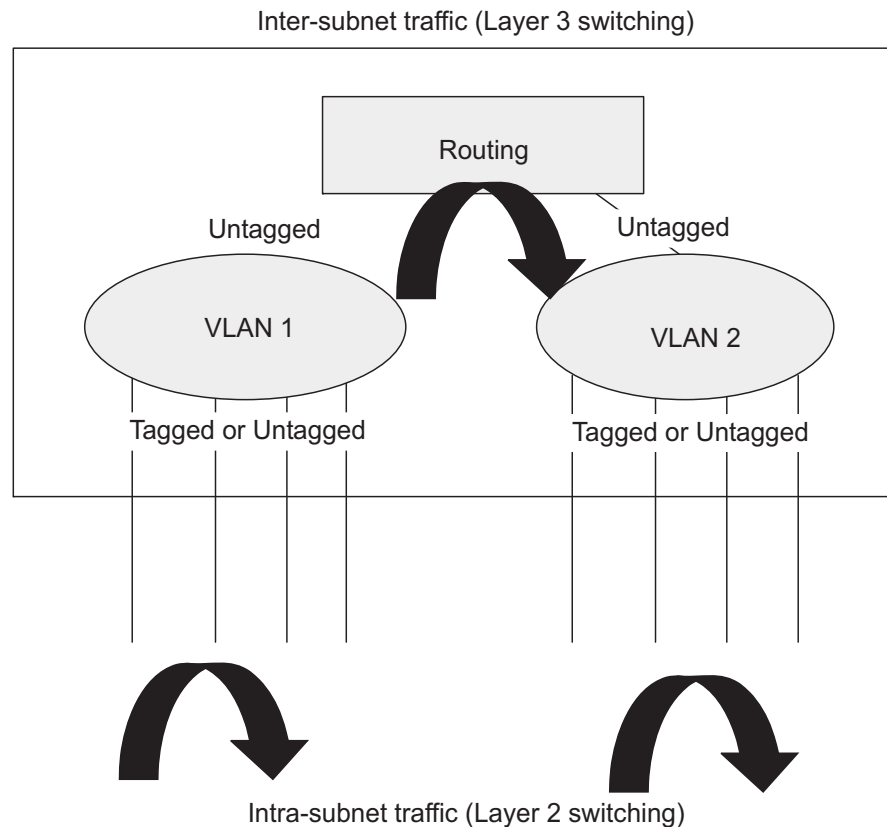 Inter-subnet traffic (Layer 3 switching)
Routing
Untagged
Untagged
VLAN 1
VLAN 2
Tagged or Untagged
Tagged or Untagged
Intra-subnet traffic (Layer 2 switching)